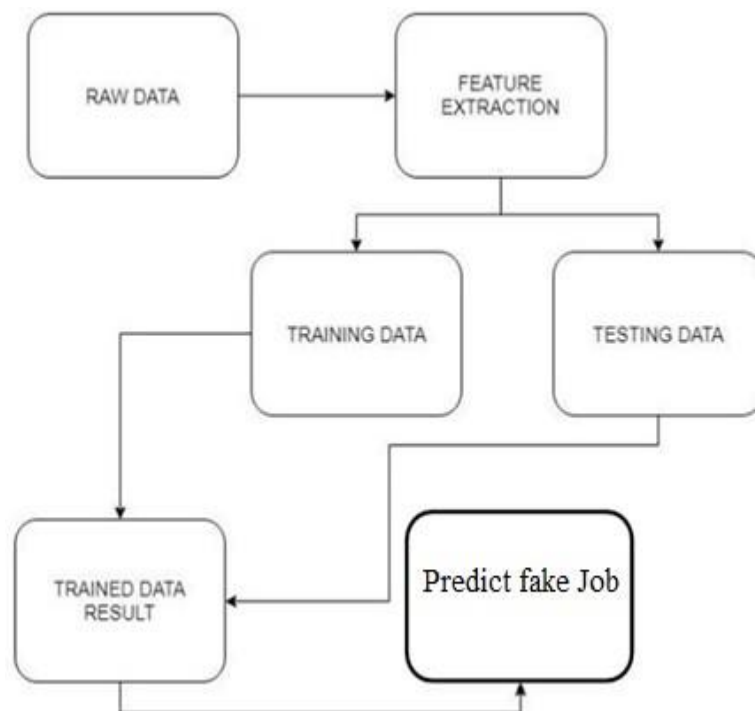 RAW DATA
FEATURE
EXTRACTION
TRAINING DATA
TESTING DATA
TRAINED DATA
RESULT
Predict fake Job